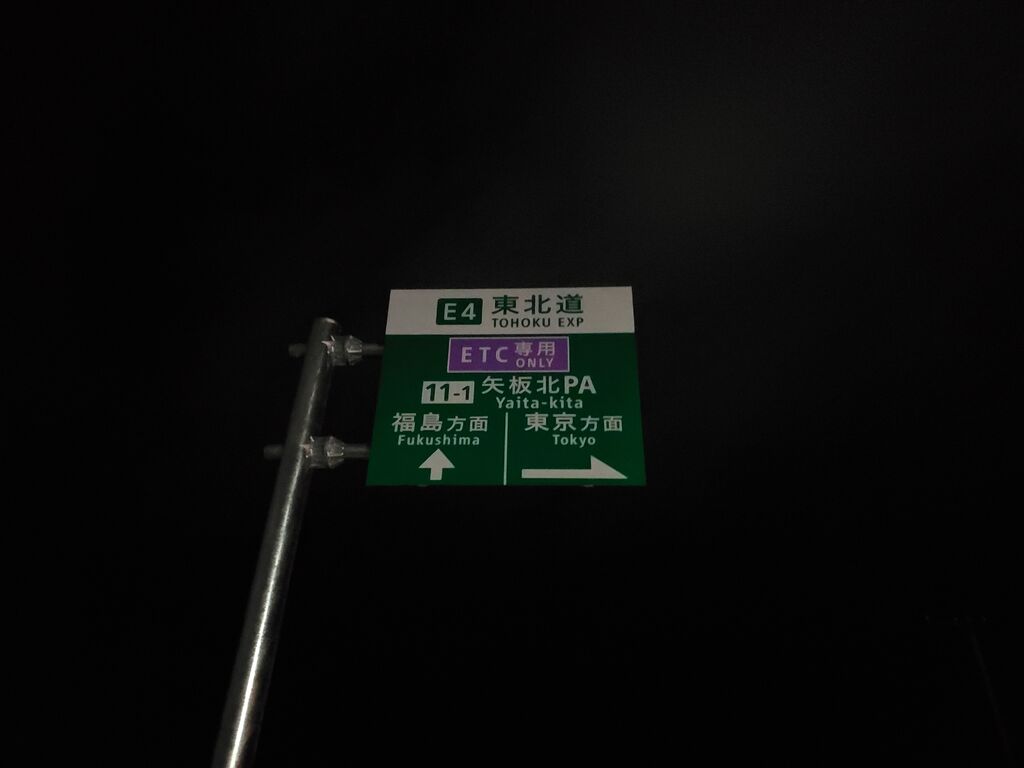 E4 東北道
TOHOKU EXP
ETC 専用
ONLY
11-1 矢板北PA
Yaita-kita
福島方面
Fukushima
東京方面
Tokyo